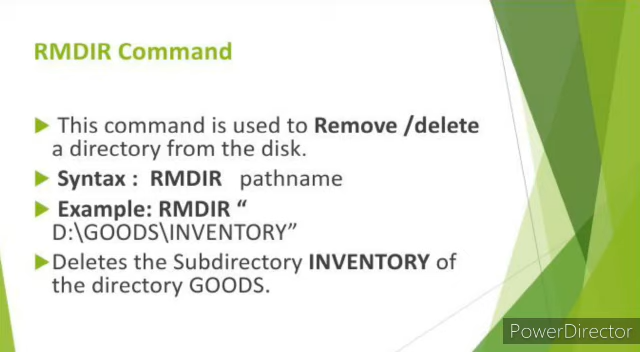 RMDIR Command
This command is used to Remove /delete
a directory from the disk.
Syntax : RMDIR pathname
Example: RMDIR “
D:\GOODS\INVENTORY”
Deletes the Subdirectory INVENTORY of
the directory GOODS.
PowerDirector